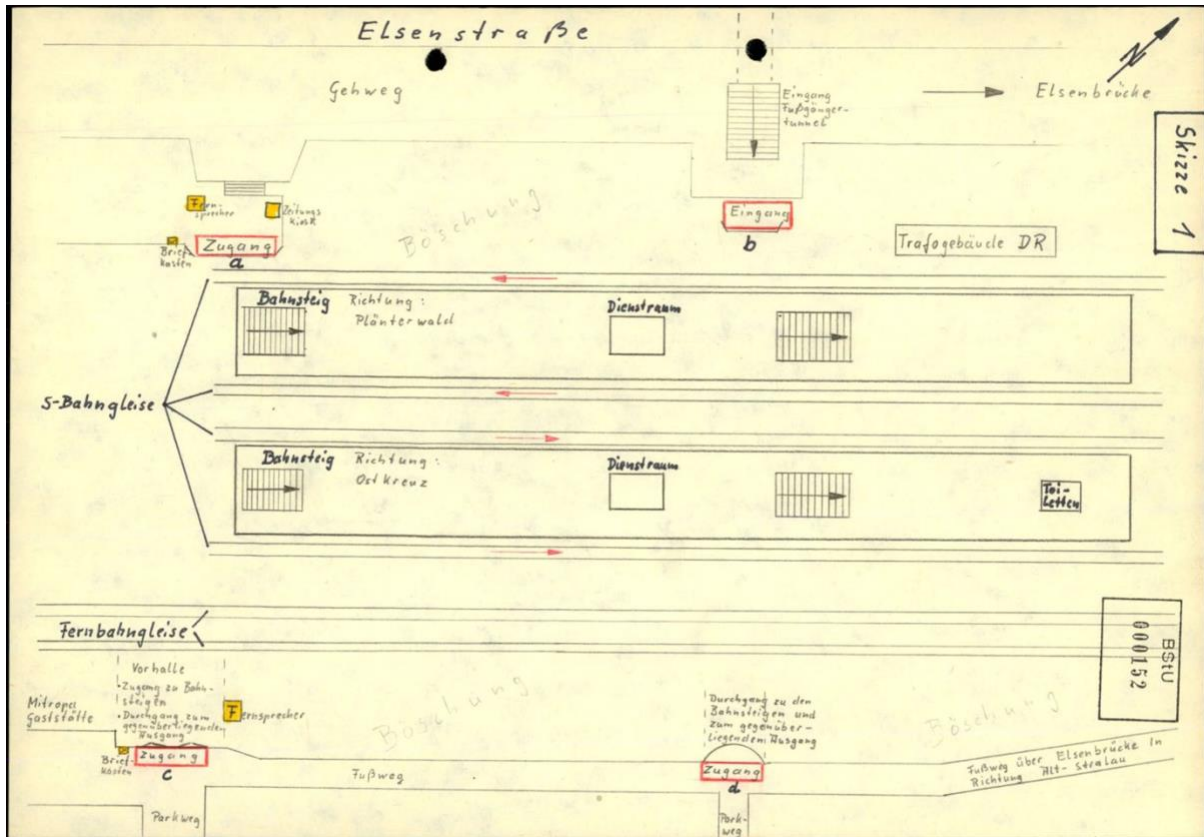 Elsenstraße
N
Gehweg
Eingang
Fußgänger-
tunnel
Elsenbrücke
Skizze 1
Fern-
sprecher
Zeitungs
Kiosk
Böschung
Eingang
b
Brief-
kasten
Zugang
a
Trafogebäude DR
Bahnsteig
Richtung:
Plänterwald
Dienstraum
S-Bahngleise
Bahnsteig
Richtung:
Ostkreuz
Dienstraum
Toi-
letten
Fernbahngleise
BStU
000152
Vorhalle
• Zugang zu Bahn-
steigen
• Durchgang zum
gegenüberliegenden
Ausgang
Mitropa
Gaststätte
Fernsprecher
Böschung
Durchgang zu den
Bahnsteigen und
zum gegenüber-
liegenden Ausgang
Böschung
Brief-
kasten
Zugang
c
Fußweg
Zugang
d
Fußweg über Elsenbrücke in
Richtung Alt-Stralau
Parkweg
Park-
weg